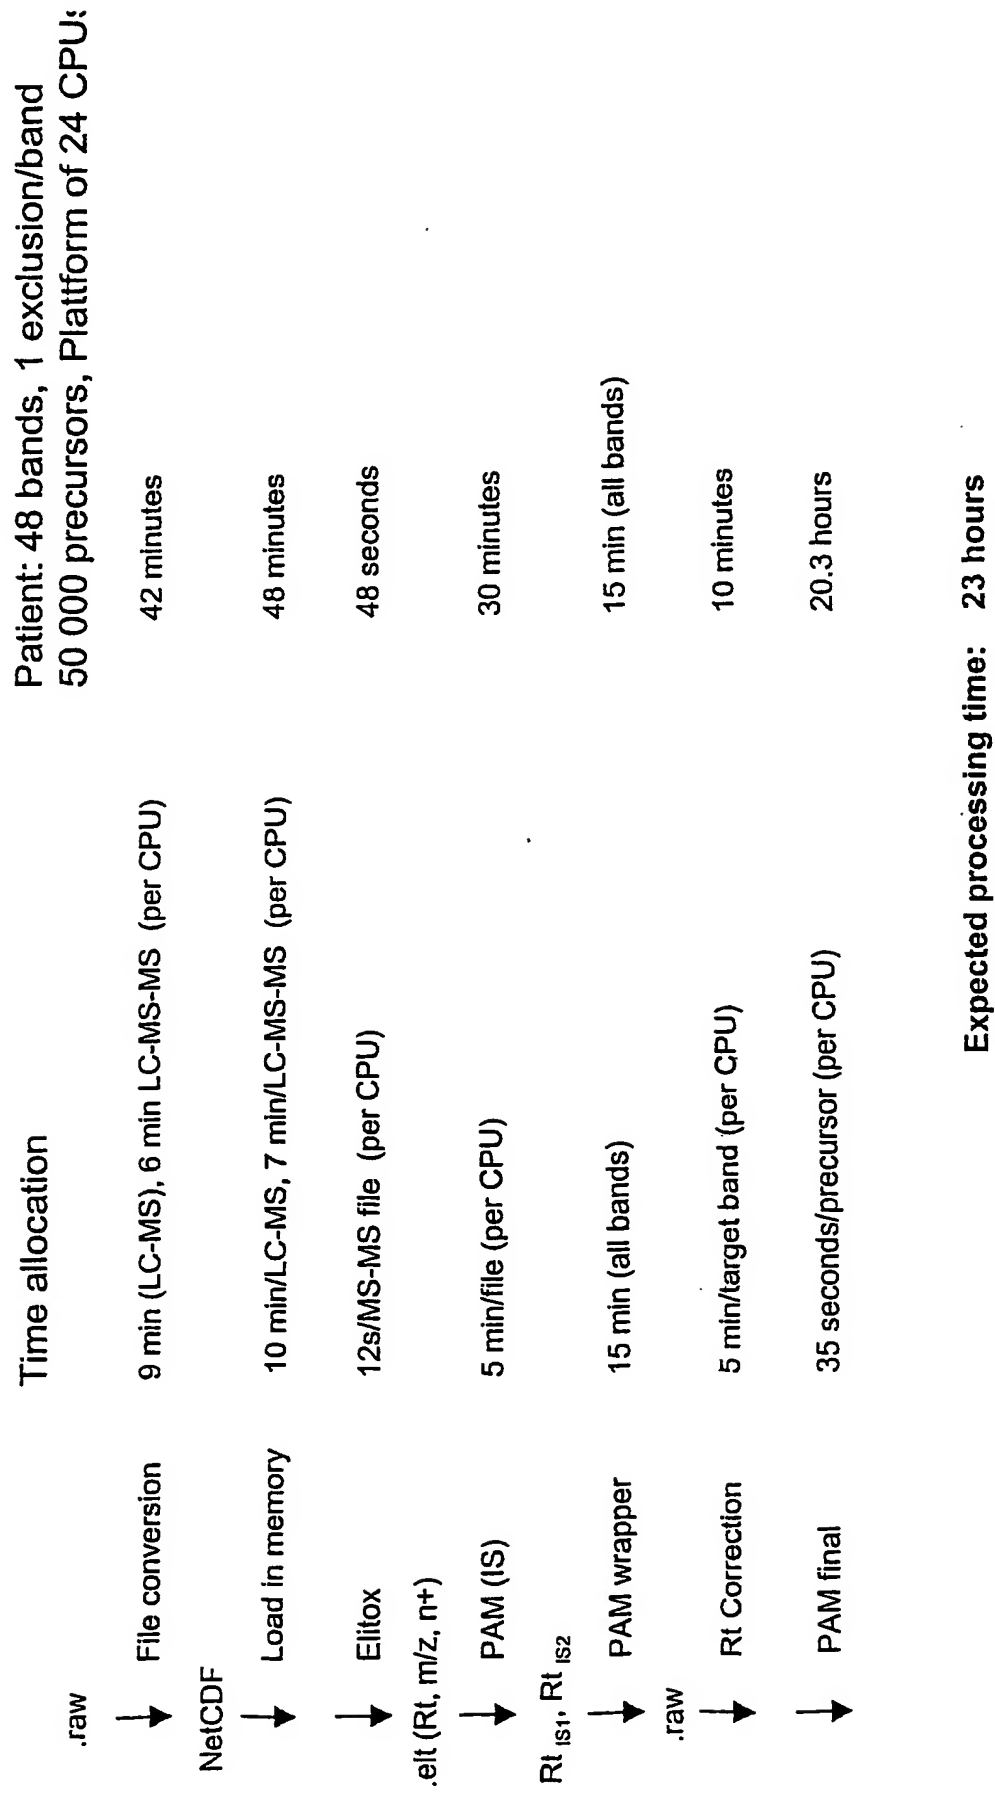 Time allocation
Patient: 48 bands, 1 exclusion/band
50 000 precursors, Plattform of 24 CPUs
.raw
File conversion
9 min (LC-MS), 6 min LC-MS-MS (per CPU)
42 minutes
NetCDF
Load in memory
10 min/LC-MS, 7 min/LC-MS-MS (per CPU)
48 minutes
Elitox
12s/MS-MS file (per CPU)
48 seconds
.elt (Rt, m/z, n+)
PAM (IS)
5 min/file (per CPU)
30 minutes
Rt IS1, Rt IS2
PAM wrapper
15 min (all bands)
15 min (all bands)
.raw
Rt Correction
5 min/target band (per CPU)
10 minutes
PAM final
35 seconds/precursor (per CPU)
20.3 hours
Expected processing time: 23 hours